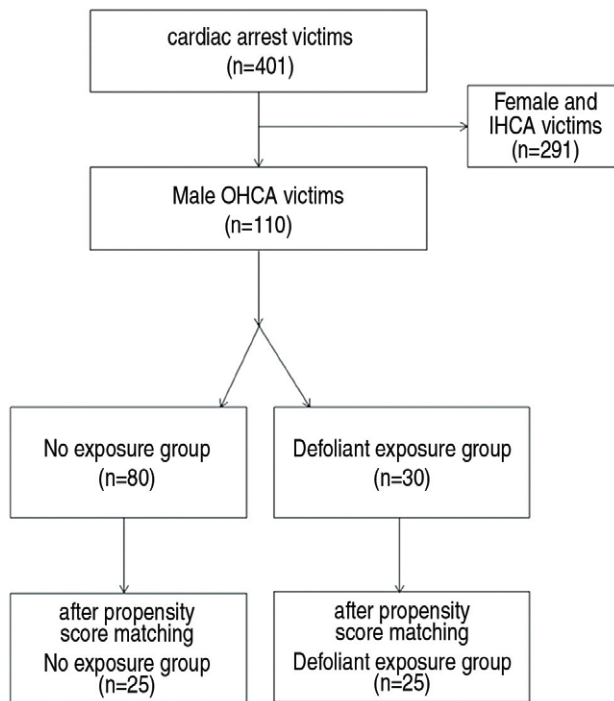 cardiac arrest victims
(n=401)
Female and
IHCA victims
(n=291)
Male OHCA victims
(n=110)
No exposure group
(n=80)
Defoliant exposure group
(n=30)
after propensity
score matching
No exposure group
(n=25)
after propensity
score matching
Defoliant exposure group
(n=25)